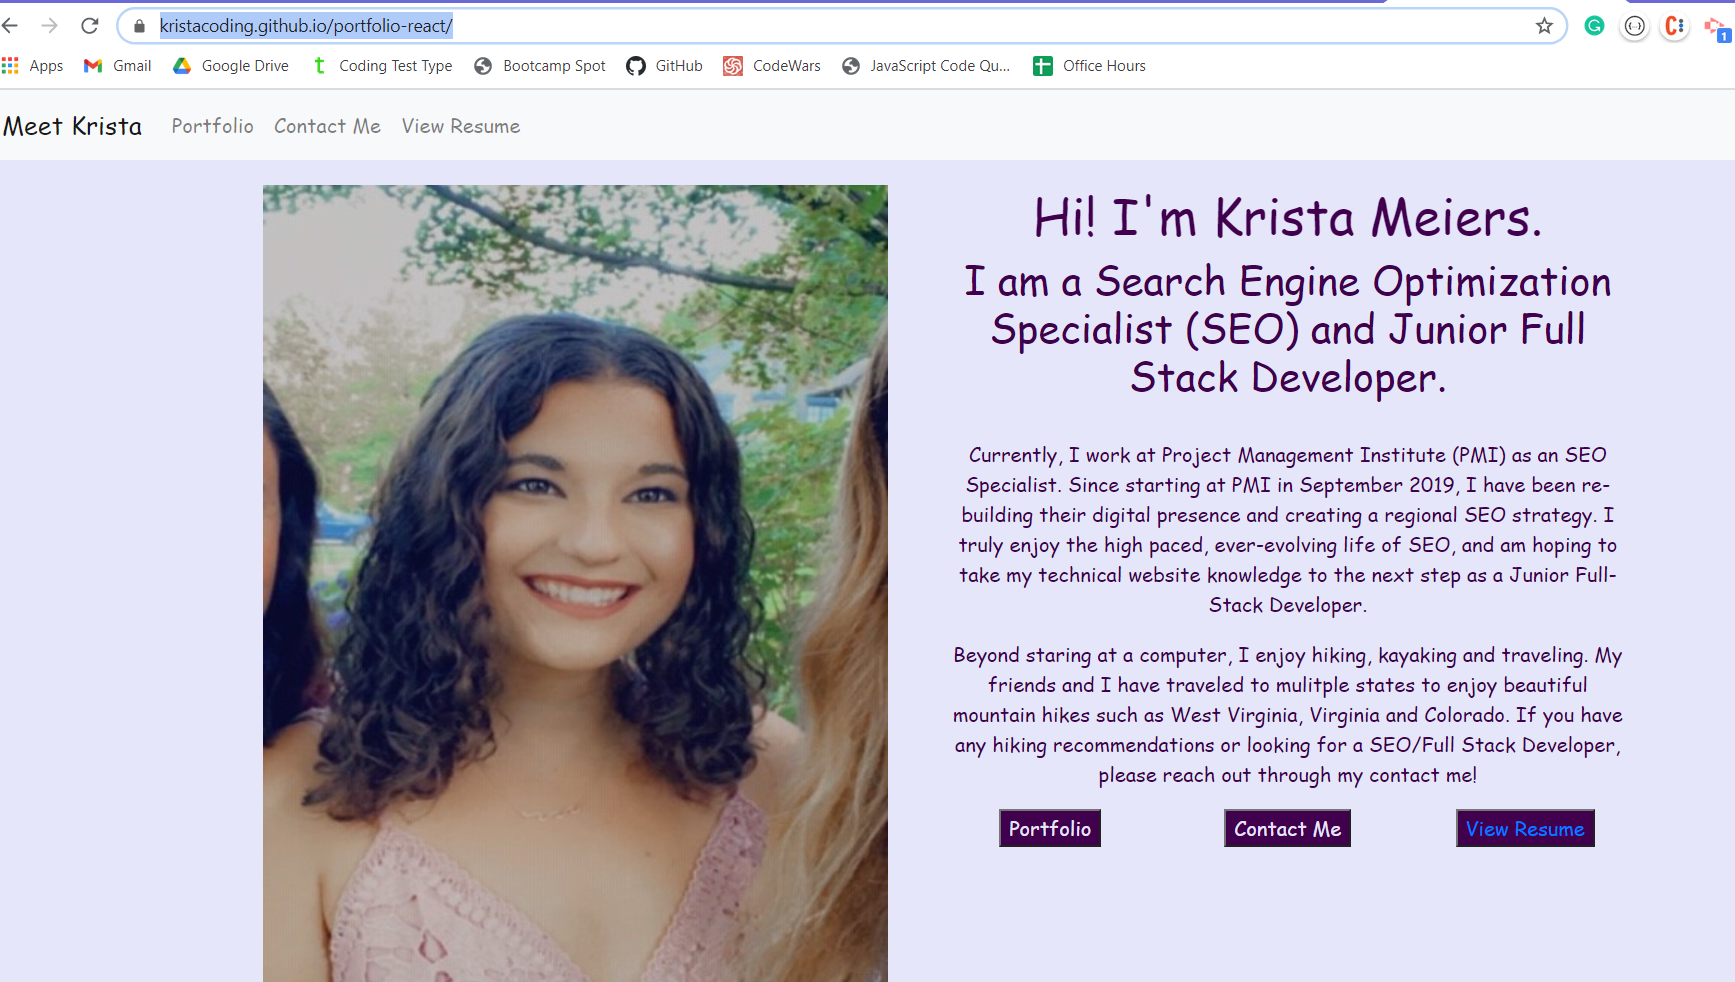 kristacoding.github.io/portfolio-react/
1
Apps Gmail Google Drive t Coding Test Type Bootcamp Spot GitHub CodeWars JavaScript Code Qu... Office Hours
Meet Krista Portfolio Contact Me View Resume
Hi! I'm Krista Meiers.
I am a Search Engine Optimization
Specialist (SEO) and Junior Full
Stack Developer.
Currently, I work at Project Management Institute (PMI) as an SEO
Specialist. Since starting at PMI in September 2019, I have been re-
building their digital presence and creating a regional SEO strategy. I
truly enjoy the high paced, ever-evolving life of SEO, and am hoping to
take my technical website knowledge to the next step as a Junior Full-
Stack Developer.
Beyond staring at a computer, I enjoy hiking, kayaking and traveling. My
friends and I have traveled to mulitple states to enjoy beautiful
mountain hikes such as West Virginia, Virginia and Colorado. If you have
any hiking recommendations or looking for a SEO/Full Stack Developer,
please reach out through my contact me!
Portfolio Contact Me View Resume